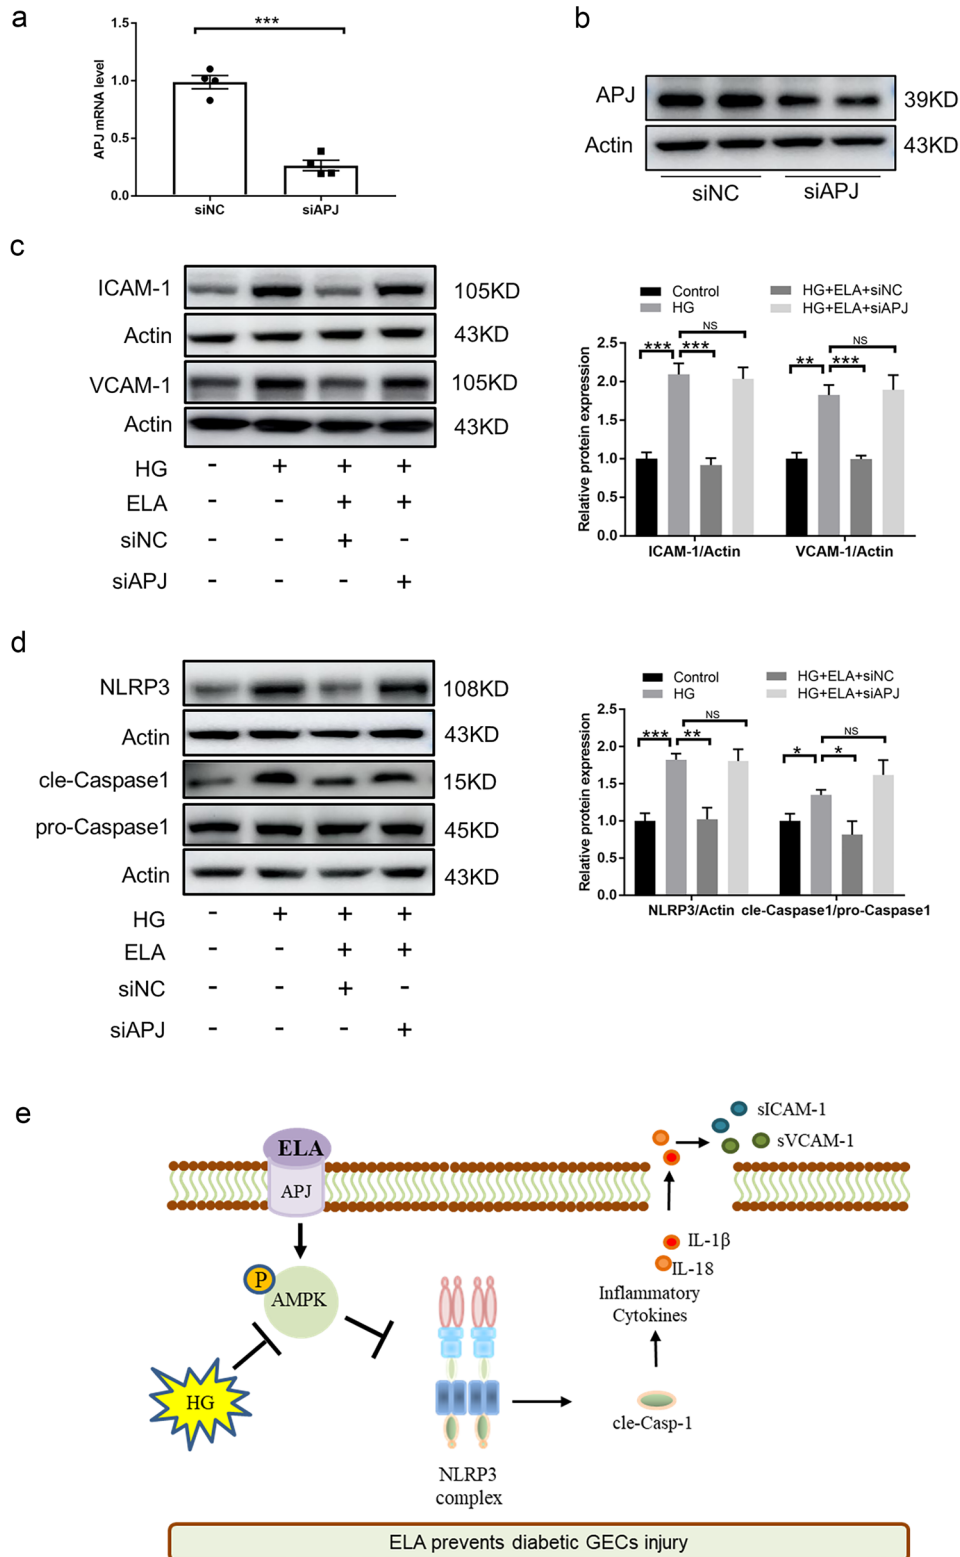 a
***
1.5
1.0
0.5
0.0
APJ mRNA level
siNC siAPJ
b
APJ 39KD
Actin 43KD
siNC siAPJ
c
ICAM-1 105KD
Actin 43KD
VCAM-1 105KD
Actin 43KD
HG - + + +
ELA - - + +
siNC - - + -
siAPJ - - - +
Control HG+ELA+siNC
HG HG+ELA+siAPJ
NS
*** ***
NS
** ***
2.5
2.0
1.5
1.0
0.5
0.0
Relative protein expression
ICAM-1/Actin VCAM-1/Actin
d
NLRP3 108KD
Actin 43KD
cle-Caspase1 15KD
pro-Caspase1 45KD
Actin 43KD
HG - + + +
ELA - - + +
siNC - - + -
siAPJ - - - +
Control HG+ELA+siNC
HG HG+ELA+siAPJ
NS
*** **
NS
* *
2.5
2.0
1.5
1.0
0.5
0.0
Relative protein expression
NLRP3/Actin cle-Caspase1/pro-Caspase1
e
sICAM-1
sVCAM-1
ELA
APJ
IL-1β
IL-18
Inflammatory
Cytokines
P
AMPK
HG
cle-Casp-1
NLRP3
complex
ELA prevents diabetic GECs injury